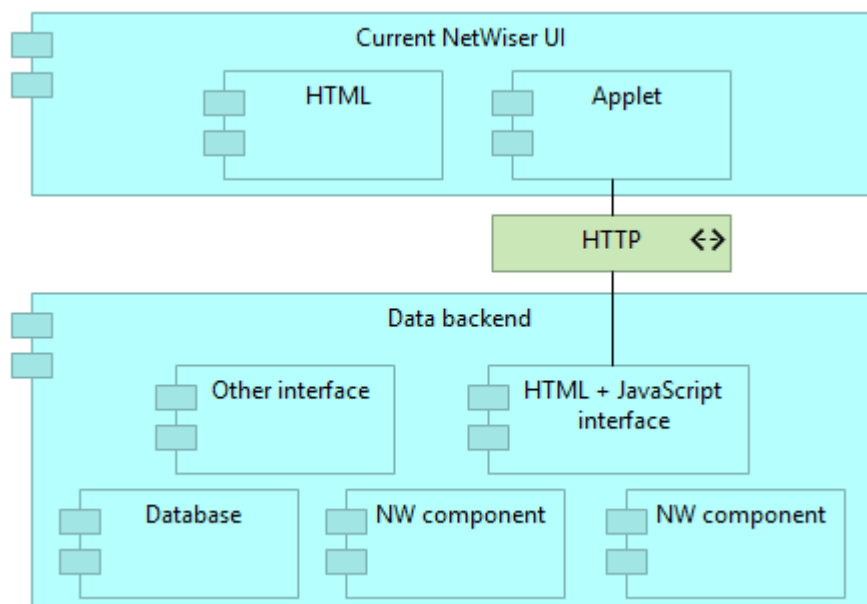 Current NetWiser UI
HTML
Applet
HTTP
Data backend
Other interface
HTML + JavaScript
interface
Database
NW component
NW component